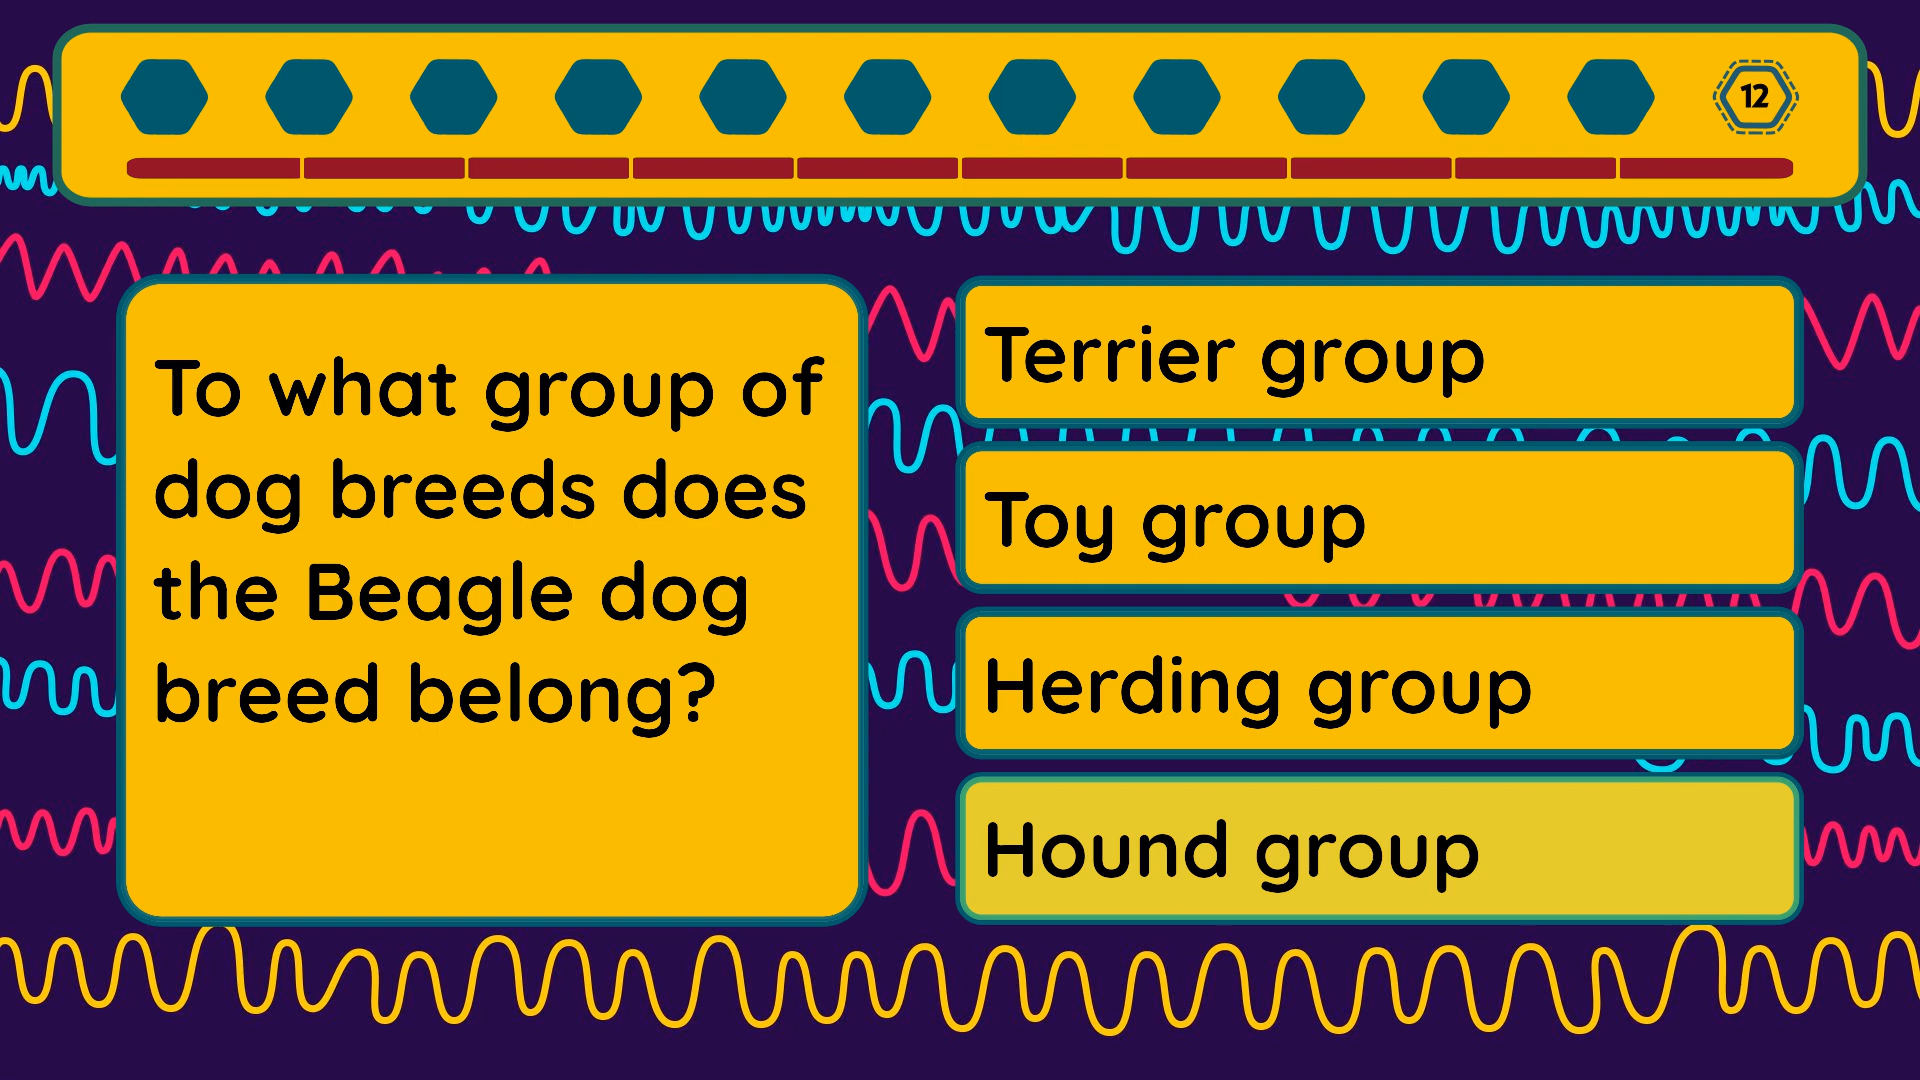 12
To what group of
dog breeds does
the Beagle dog
breed belong?
Terrier group
Toy group
Herding group
Hound group